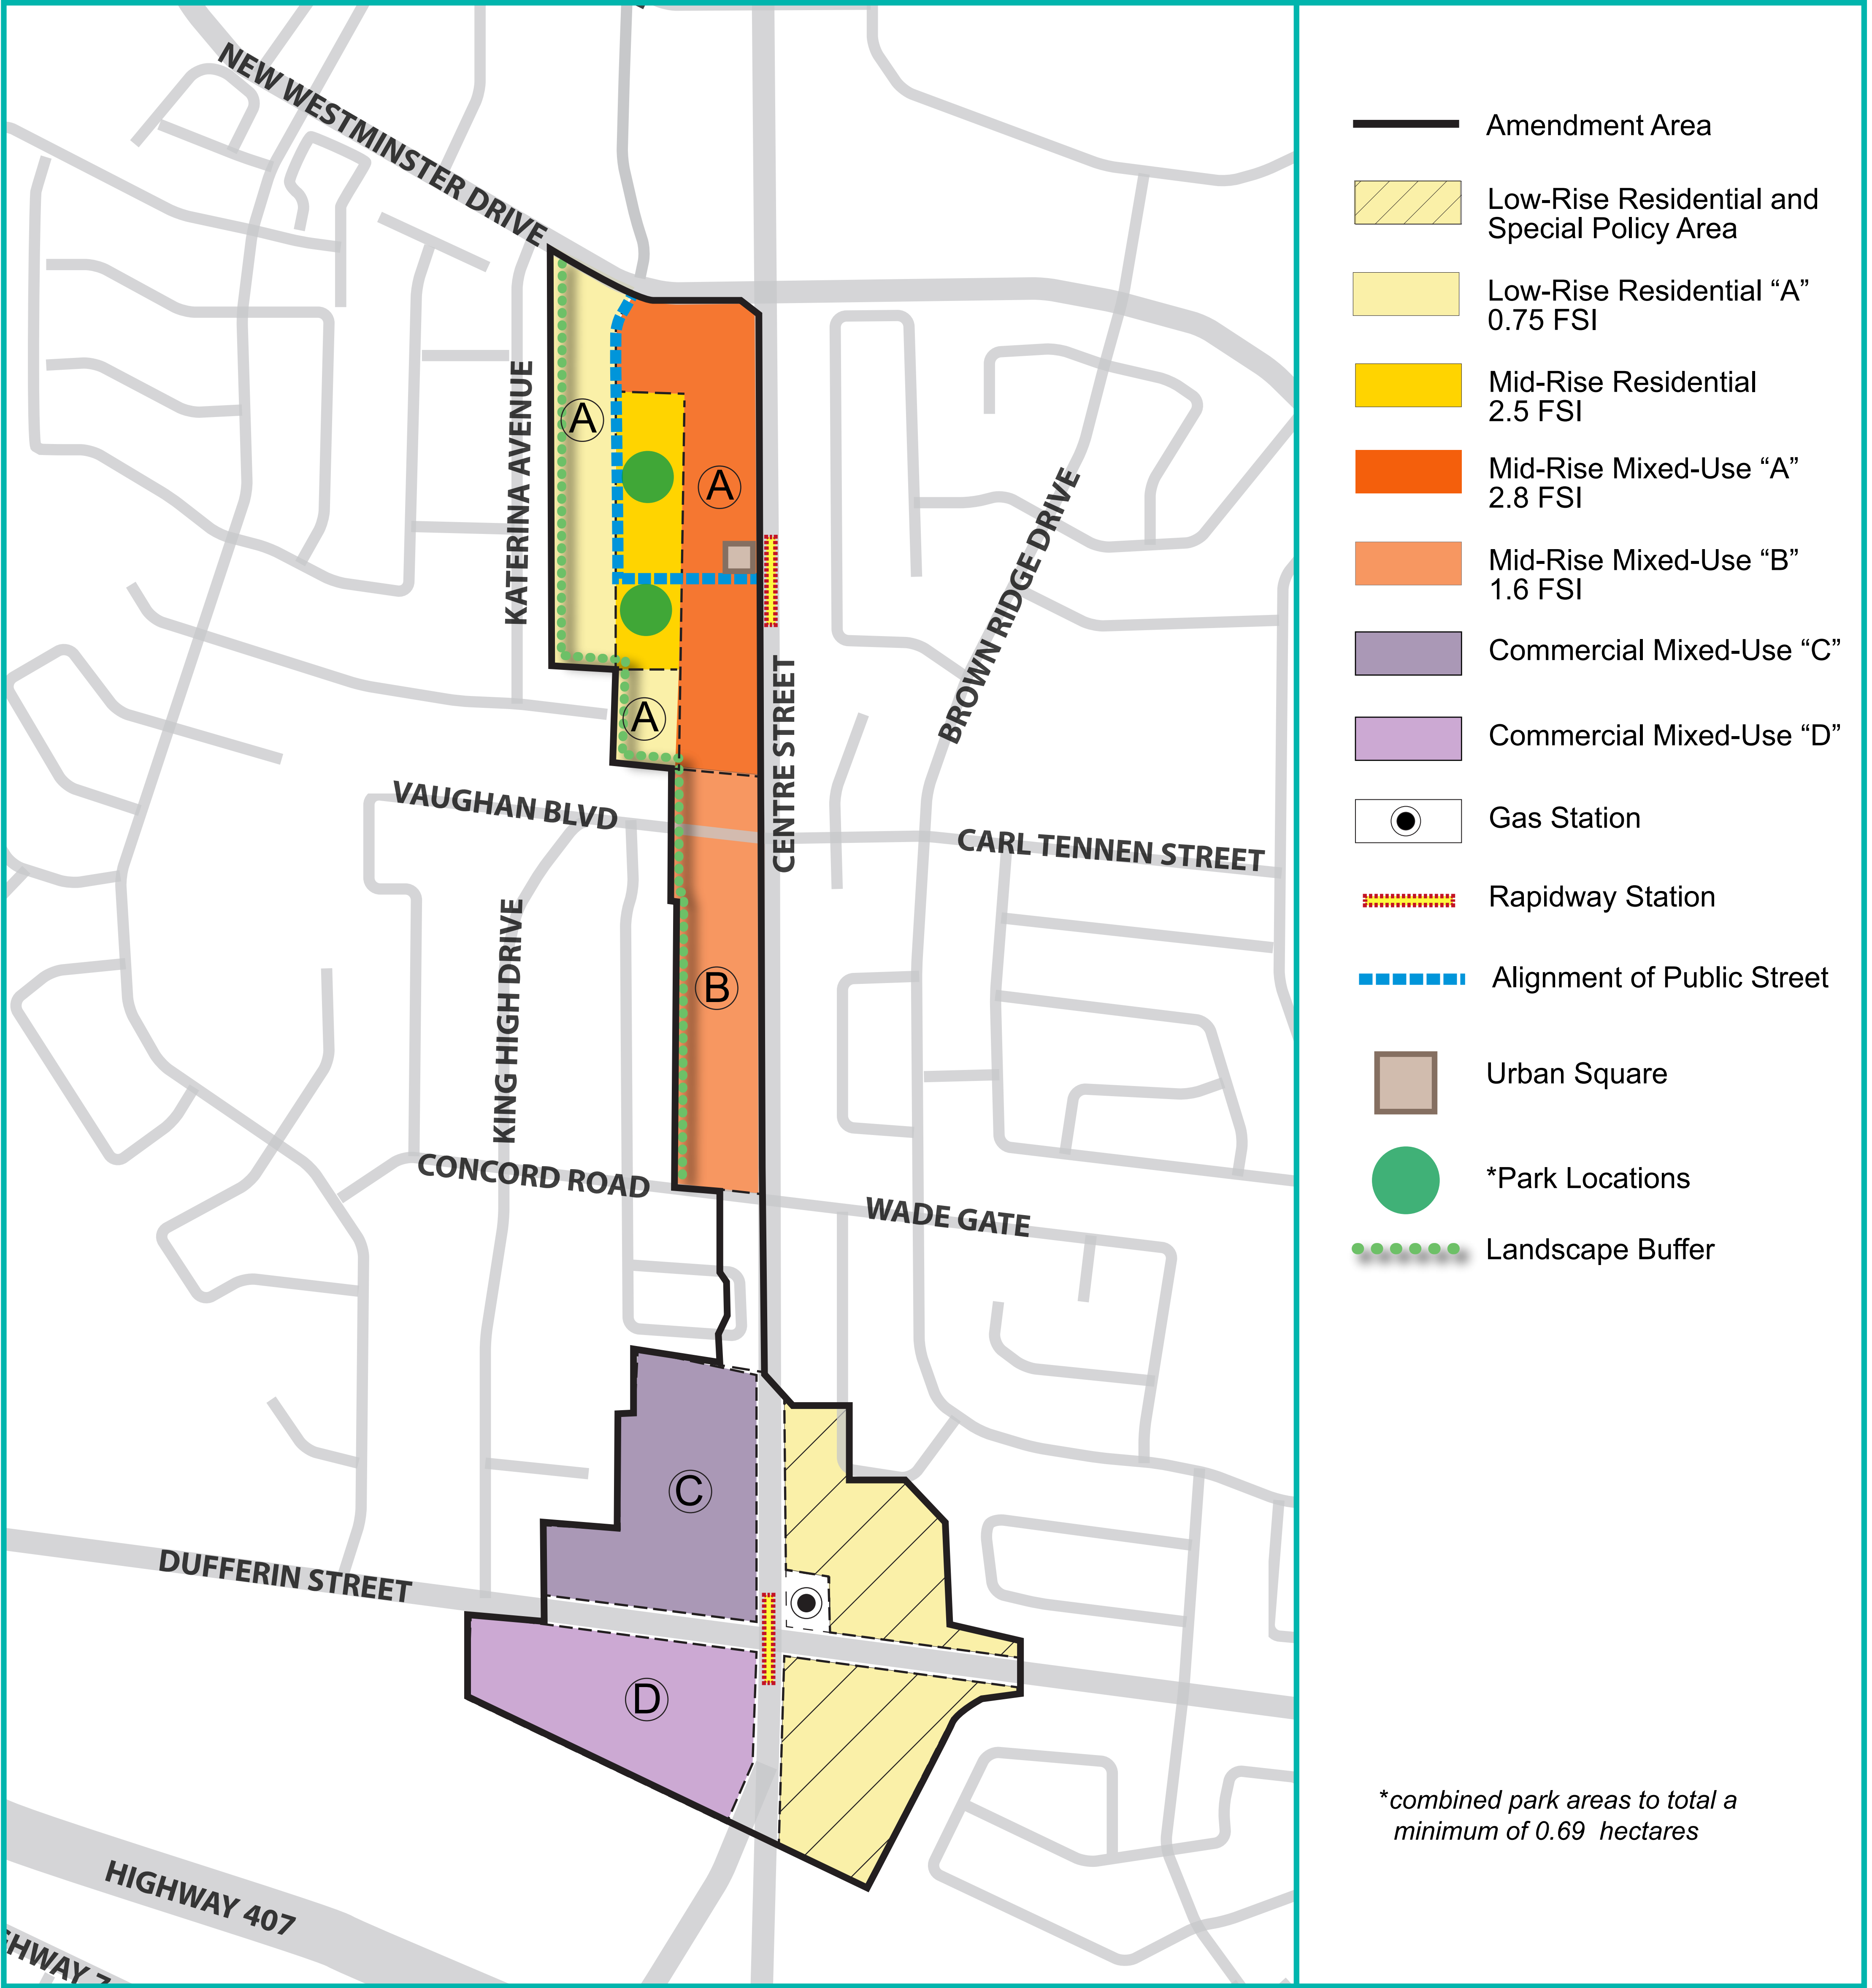 NEW WESTMINSTER DRIVE
KATERINA AVENUE
A
A
A
CENTRE STREET
BROWN RIDGE DRIVE
VAUGHAN BLVD
CARL TENNEN STREET
KING HIGH DRIVE
B
CONCORD ROAD
WADE GATE
C
DUFFERIN STREET
D
HIGHWAY 407
Amendment Area
Low-Rise Residential and
Special Policy Area
Low-Rise Residential “A”
0.75 FSI
Mid-Rise Residential
2.5 FSI
Mid-Rise Mixed-Use “A”
2.8 FSI
Mid-Rise Mixed-Use “B”
1.6 FSI
Commercial Mixed-Use “C”
Commercial Mixed-Use “D”
Gas Station
Rapidway Station
Alignment of Public Street
Urban Square
*Park Locations
Landscape Buffer
*combined park areas to total a
minimum of 0.69 hectares